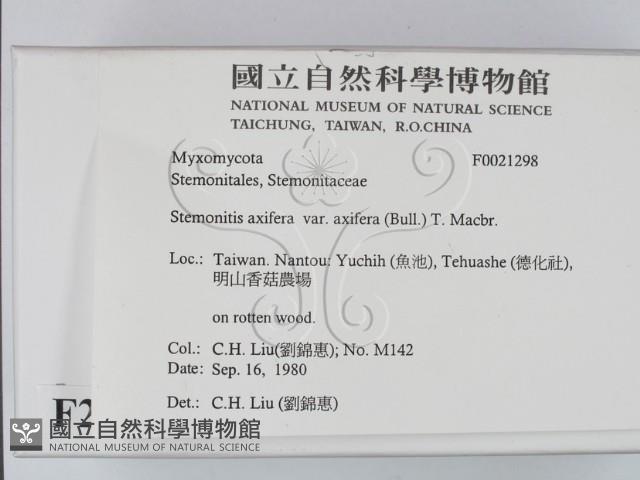 國立自然科學博物館
NATIONAL MUSEUM OF NATURAL SCIENCE
TAICHUNG, TAIWAN, R.O.CHINA
Myxomycota F0021298
Stemonitales, Stemonitaceae
Stemonitis axifera var. axifera (Bull.) T. Macbr.
Loc.: Taiwan. Nantou: Yuchih (魚池), Tehuashe (德化社),
明山香菇農場
on rotten wood.
Col.: C.H. Liu(劉錦惠); No. M142
Date: Sep. 16, 1980
Det.: C.H. Liu (劉錦惠)
F2
國立自然科學博物館
NATIONAL MUSEUM OF NATURAL SCIENCE